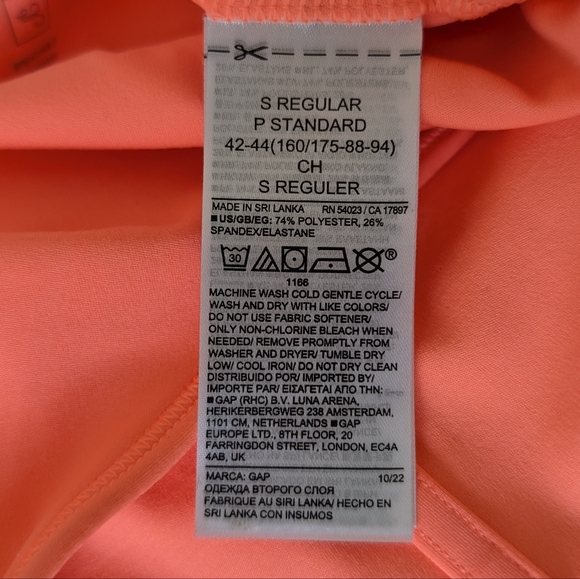 S REGULAR
P STANDARD
42-44(160/175-88-94)
CH
S REGULER
MADE IN SRI LANKA RN 54023 / CA 17897
■ US/GB/EG: 74% POLYESTER, 26%
SPANDEX/ELASTANE
30 ®
1166
MACHINE WASH COLD GENTLE CYCLE/
WASH AND DRY WITH LIKE COLORS/
DO NOT USE FABRIC SOFTENER/
ONLY NON-CHLORINE BLEACH WHEN
NEEDED/ REMOVE PROMPTLY FROM
WASHER AND DRYER/ TUMBLE DRY
LOW/ COOL IRON/ DO NOT DRY CLEAN
DISTRIBUIDO POR/ IMPORTED BY/
IMPORTE PAR/ ΕΙΣΑΓΕΤΑΙ ΑΠΟ ΤΗΝ:
■ GAP (RHC) B.V. LUNA ARENA,
HERIKERBERGWEG 238 AMSTERDAM,
1101 CM, NETHERLANDS ■ GAP
EUROPE LTD., 8TH FLOOR, 20
FARRINGDON STREET, LONDON, EC4A
4AB, UK
MARCA: GAP 10/22
ОДЕЖДА ВТОРОГО СЛОЯ
FABRIQUE AU SIRI LANKA/ HECHO EN
SRI LANKA CON INSUMOS